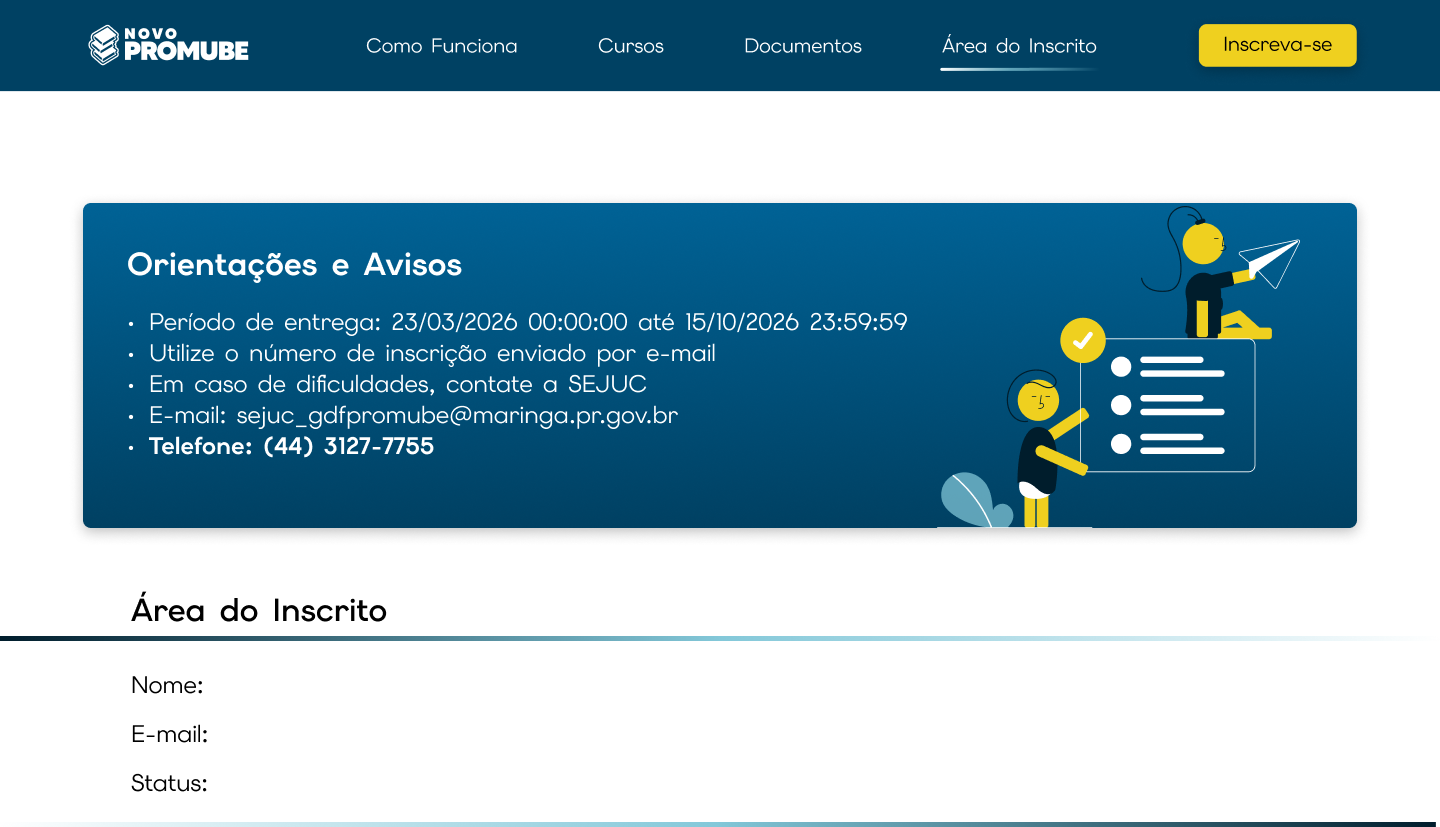 NOVO
PROMUBE
Como Funciona
Cursos
Documentos
Área do Inscrito
Inscreva-se
Orientações e Avisos
• Período de entrega: 23/03/2026 00:00:00 até 15/10/2026 23:59:59
• Utilize o número de inscrição enviado por e-mail
• Em caso de dificuldades, contate a SEJUC
• E-mail: sejuc_gdfpromube@maringa.pr.gov.br
• Telefone: (44) 3127-7755
Área do Inscrito
Nome:
E-mail:
Status: